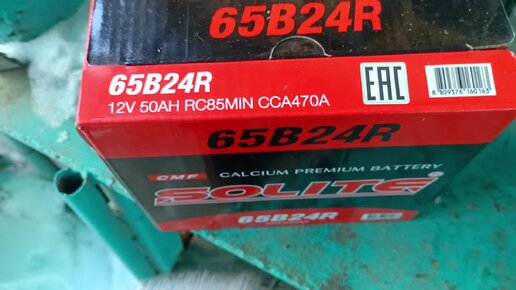 65B24R
65B24R
12V 50AH RC85MIN CCA470A
EAC
8 809376 160163
65B24R
CMF CALCIUM PREMIUM BATTERY
SOLITE
65B24R